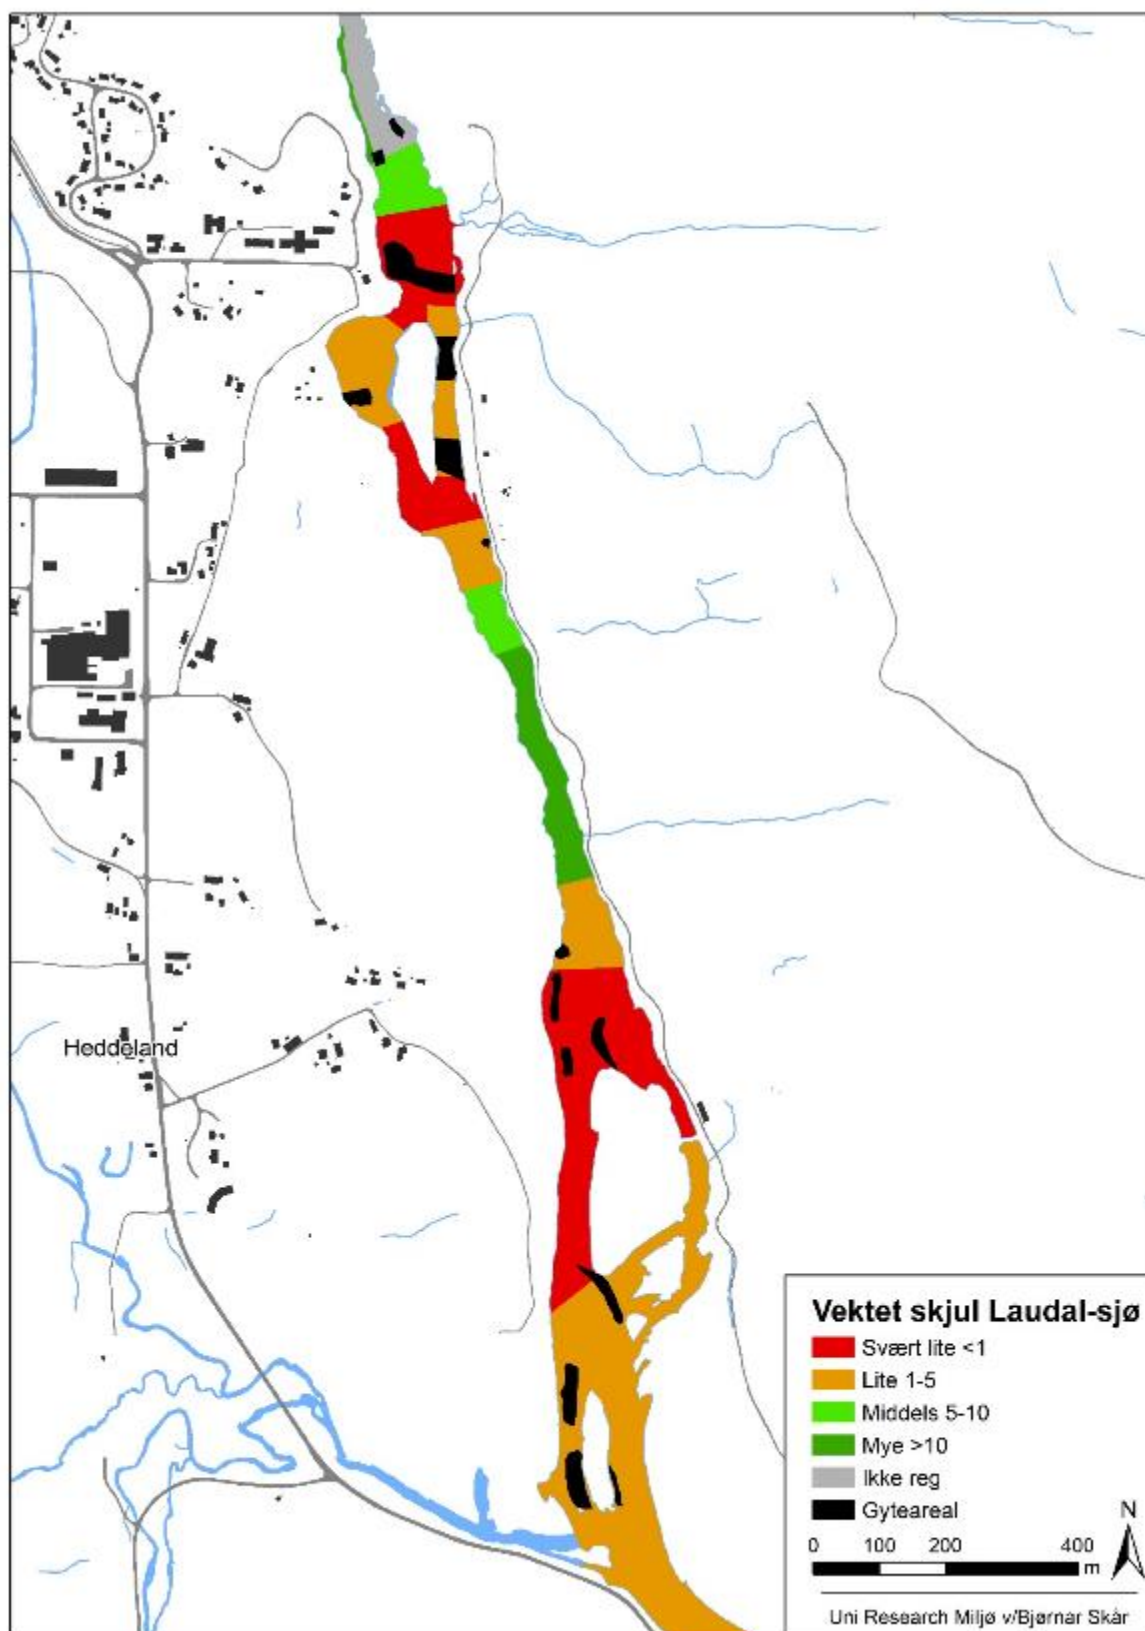 Heddeland
Vektet skjul Laudal-sjø
Svært lite <1
Lite 1-5
Middels 5-10
Mye >10
Ikke reg
Gyteareal
N
0 100 200 400
m
Uni Research Miljø v/Bjørnar Skår